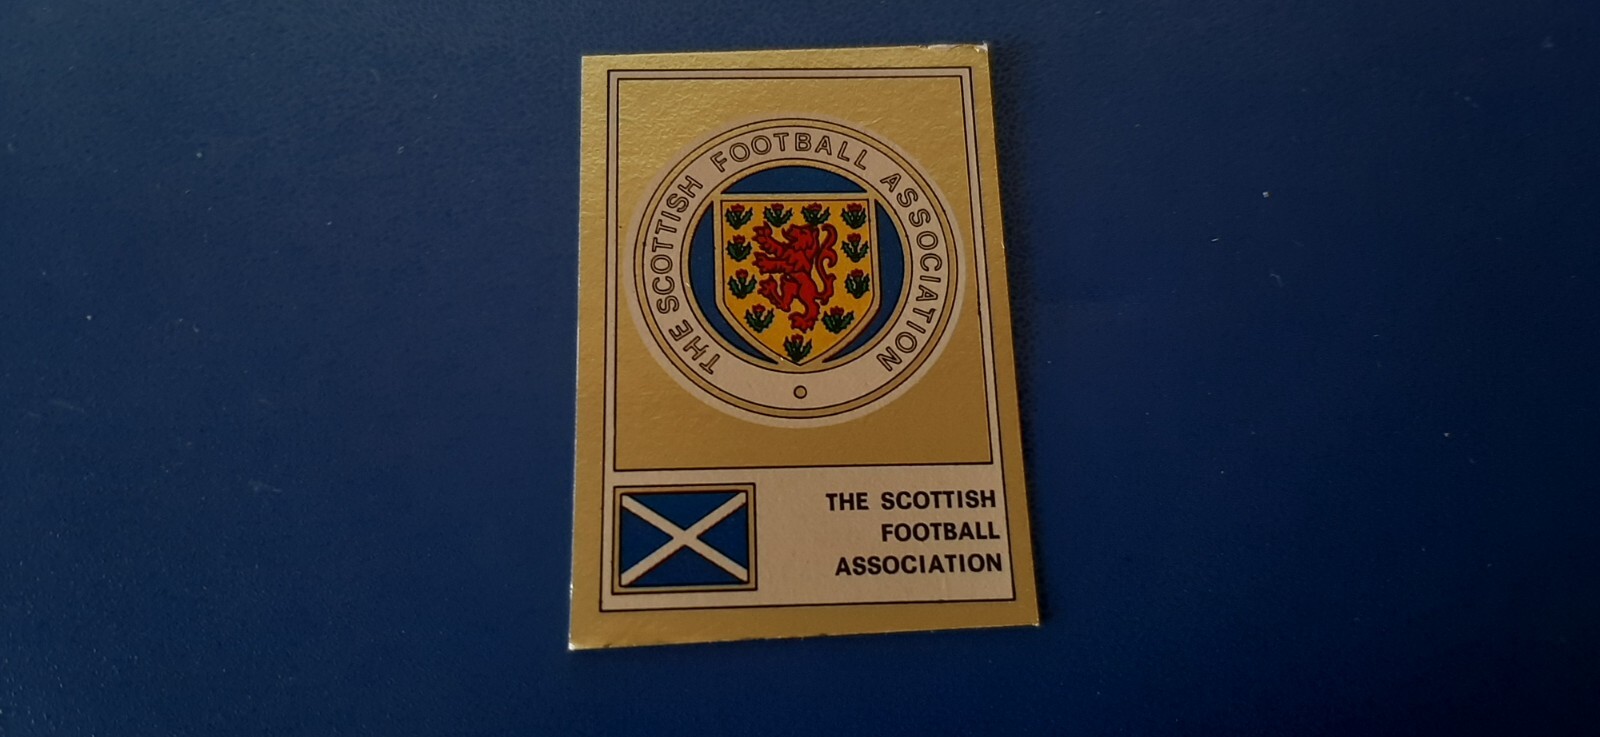 THE SCOTTISH FOOTBALL ASSOCIATION
THE SCOTTISH
FOOTBALL
ASSOCIATION